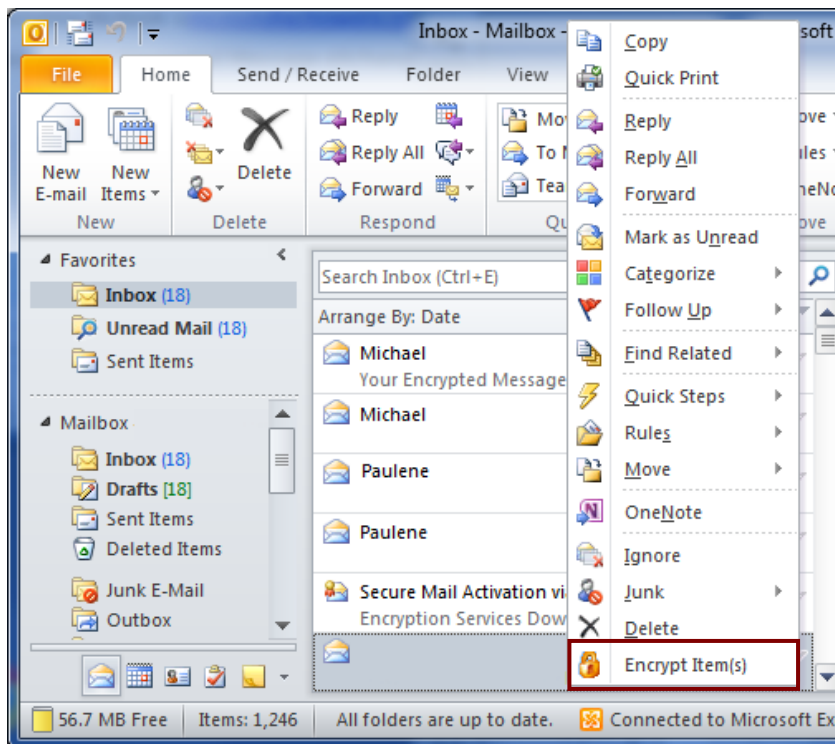 Inbox - Mailbox -
soft
File Home Send / Receive Folder View
New E-mail
New Items
Delete
Reply
Reply All
Forward
To
Tea
New Delete Respond
Favorites
Inbox (18)
Unread Mail (18)
Sent Items
Mailbox
Inbox (18)
Drafts [18]
Sent Items
Deleted Items
Junk E-Mail
Outbox
Search Inbox (Ctrl+E)
Arrange By: Date
Michael
Your Encrypted Message
Michael
Paulene
Paulene
Secure Mail Activation vi
Encryption Services Dow
Copy
Quick Print
Reply
Reply All
Forward
Mark as Unread
Categorize
Follow Up
Find Related
Quick Steps
Rules
Move
OneNote
Ignore
Junk
Delete
Encrypt Item(s)
56.7 MB Free Items: 1,246 All folders are up to date. Connected to Microsoft Ex